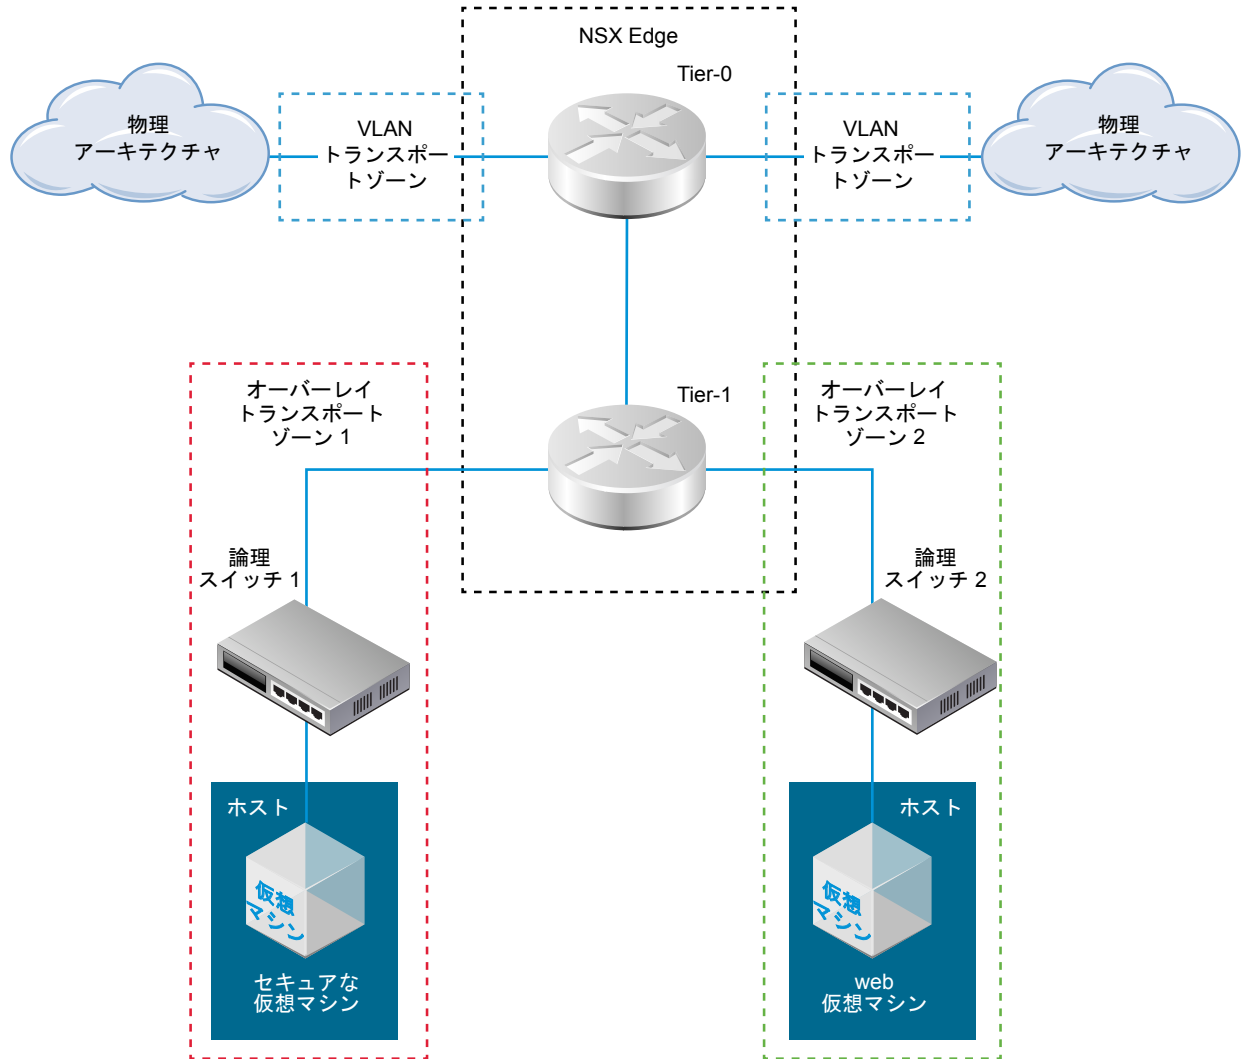 NSX Edge
Tier-0
物理
アーキテクチャ
VLAN
トランスポー
トゾーン
VLAN
トランスポー
トゾーン
物理
アーキテクチャ
オーバーレイ
トランスポート
ゾーン 1
Tier-1
オーバーレイ
トランスポート
ゾーン 2
論理
スイッチ 1
論理
スイッチ 2
ホスト
仮想
マシン
セキュアな
仮想マシン
ホスト
仮想
マシン
web
仮想マシン